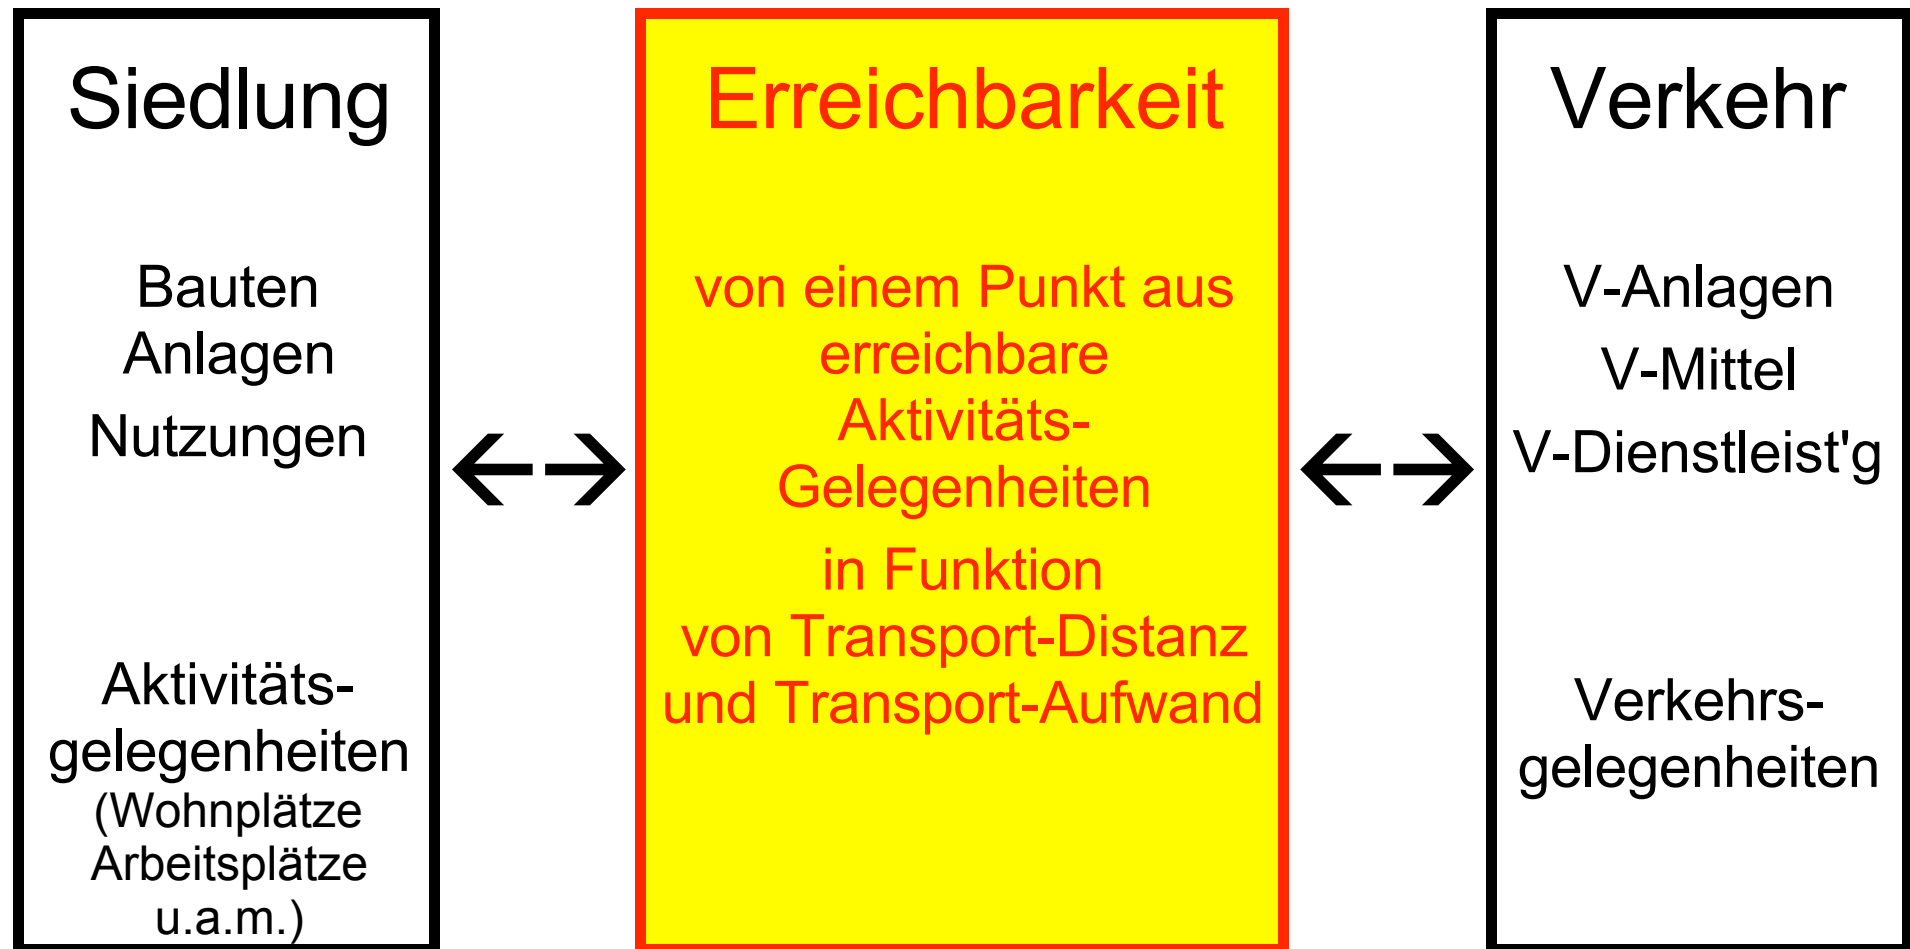 Siedlung
Bauten
Anlagen
Nutzungen
Aktivitäts-
gelegenheiten
(Wohnplätze
Arbeitsplätze
u.a.m.)
←→
Erreichbarkeit
von einem Punkt aus
erreichbare
Aktivitäts-
Gelegenheiten
in Funktion
von Transport-Distanz
und Transport-Aufwand
←→
Verkehr
V-Anlagen
V-Mittel
V-Dienstleist'g
Verkehrs-
gelegenheiten